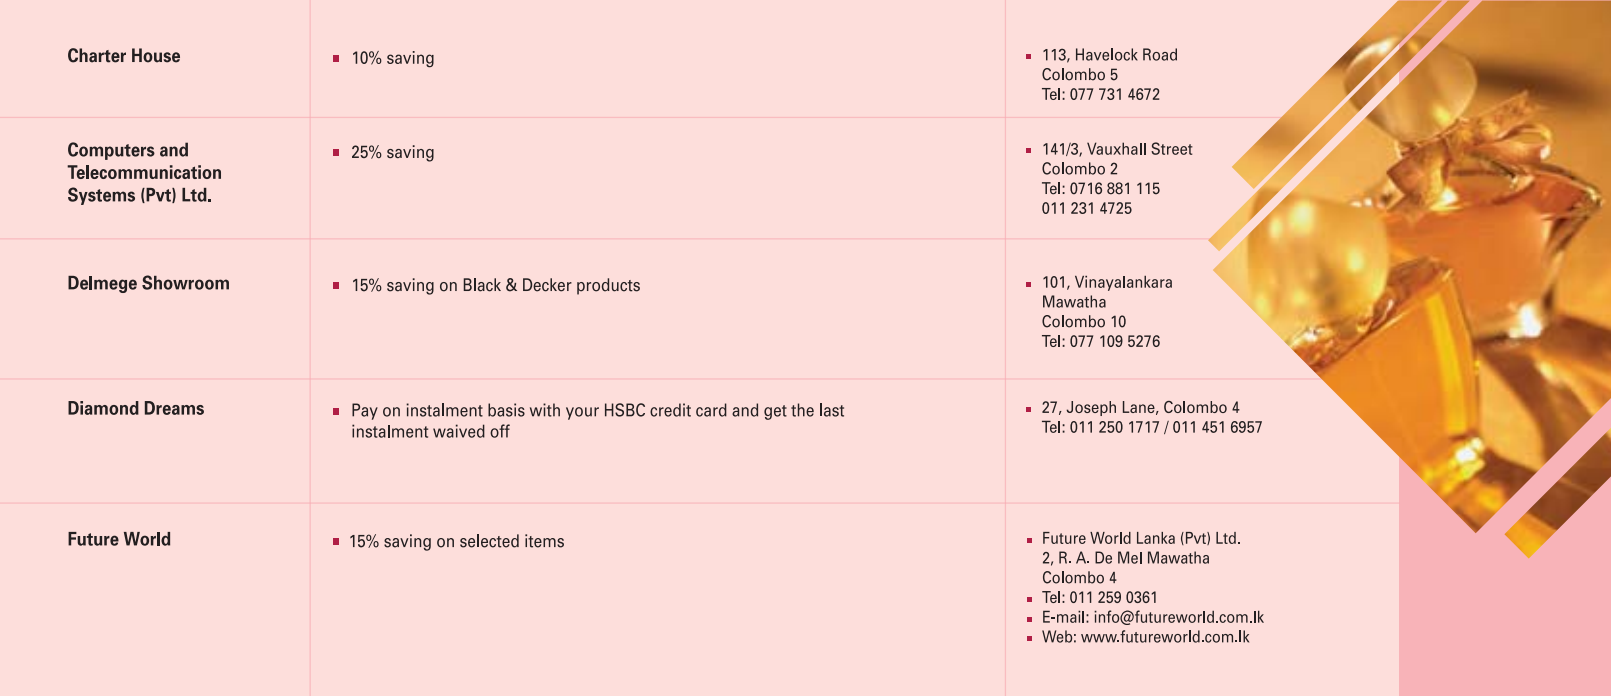 Charter House
10% saving
113, Havelock Road
Colombo 5
Tel: 077 731 4672
Computers and
Telecommunication
Systems (Pvt) Ltd.
25% saving
141/3, Vauxhall Street
Colombo 2
Tel: 0716 881 115
011 231 4725
Delmege Showroom
15% saving on Black & Decker products
101, Vinayalankara
Mawatha
Colombo 10
Tel: 077 109 5276
Diamond Dreams
Pay on instalment basis with your HSBC credit card and get the last
instalment waived off
27, Joseph Lane, Colombo 4
Tel: 011 250 1717 / 011 451 6957
Future World
15% saving on selected items
Future World Lanka (Pvt) Ltd.
2, R. A. De Mel Mawatha
Colombo 4
Tel: 011 259 0361
E-mail: info@futureworld.com.lk
Web: www.futureworld.com.lk